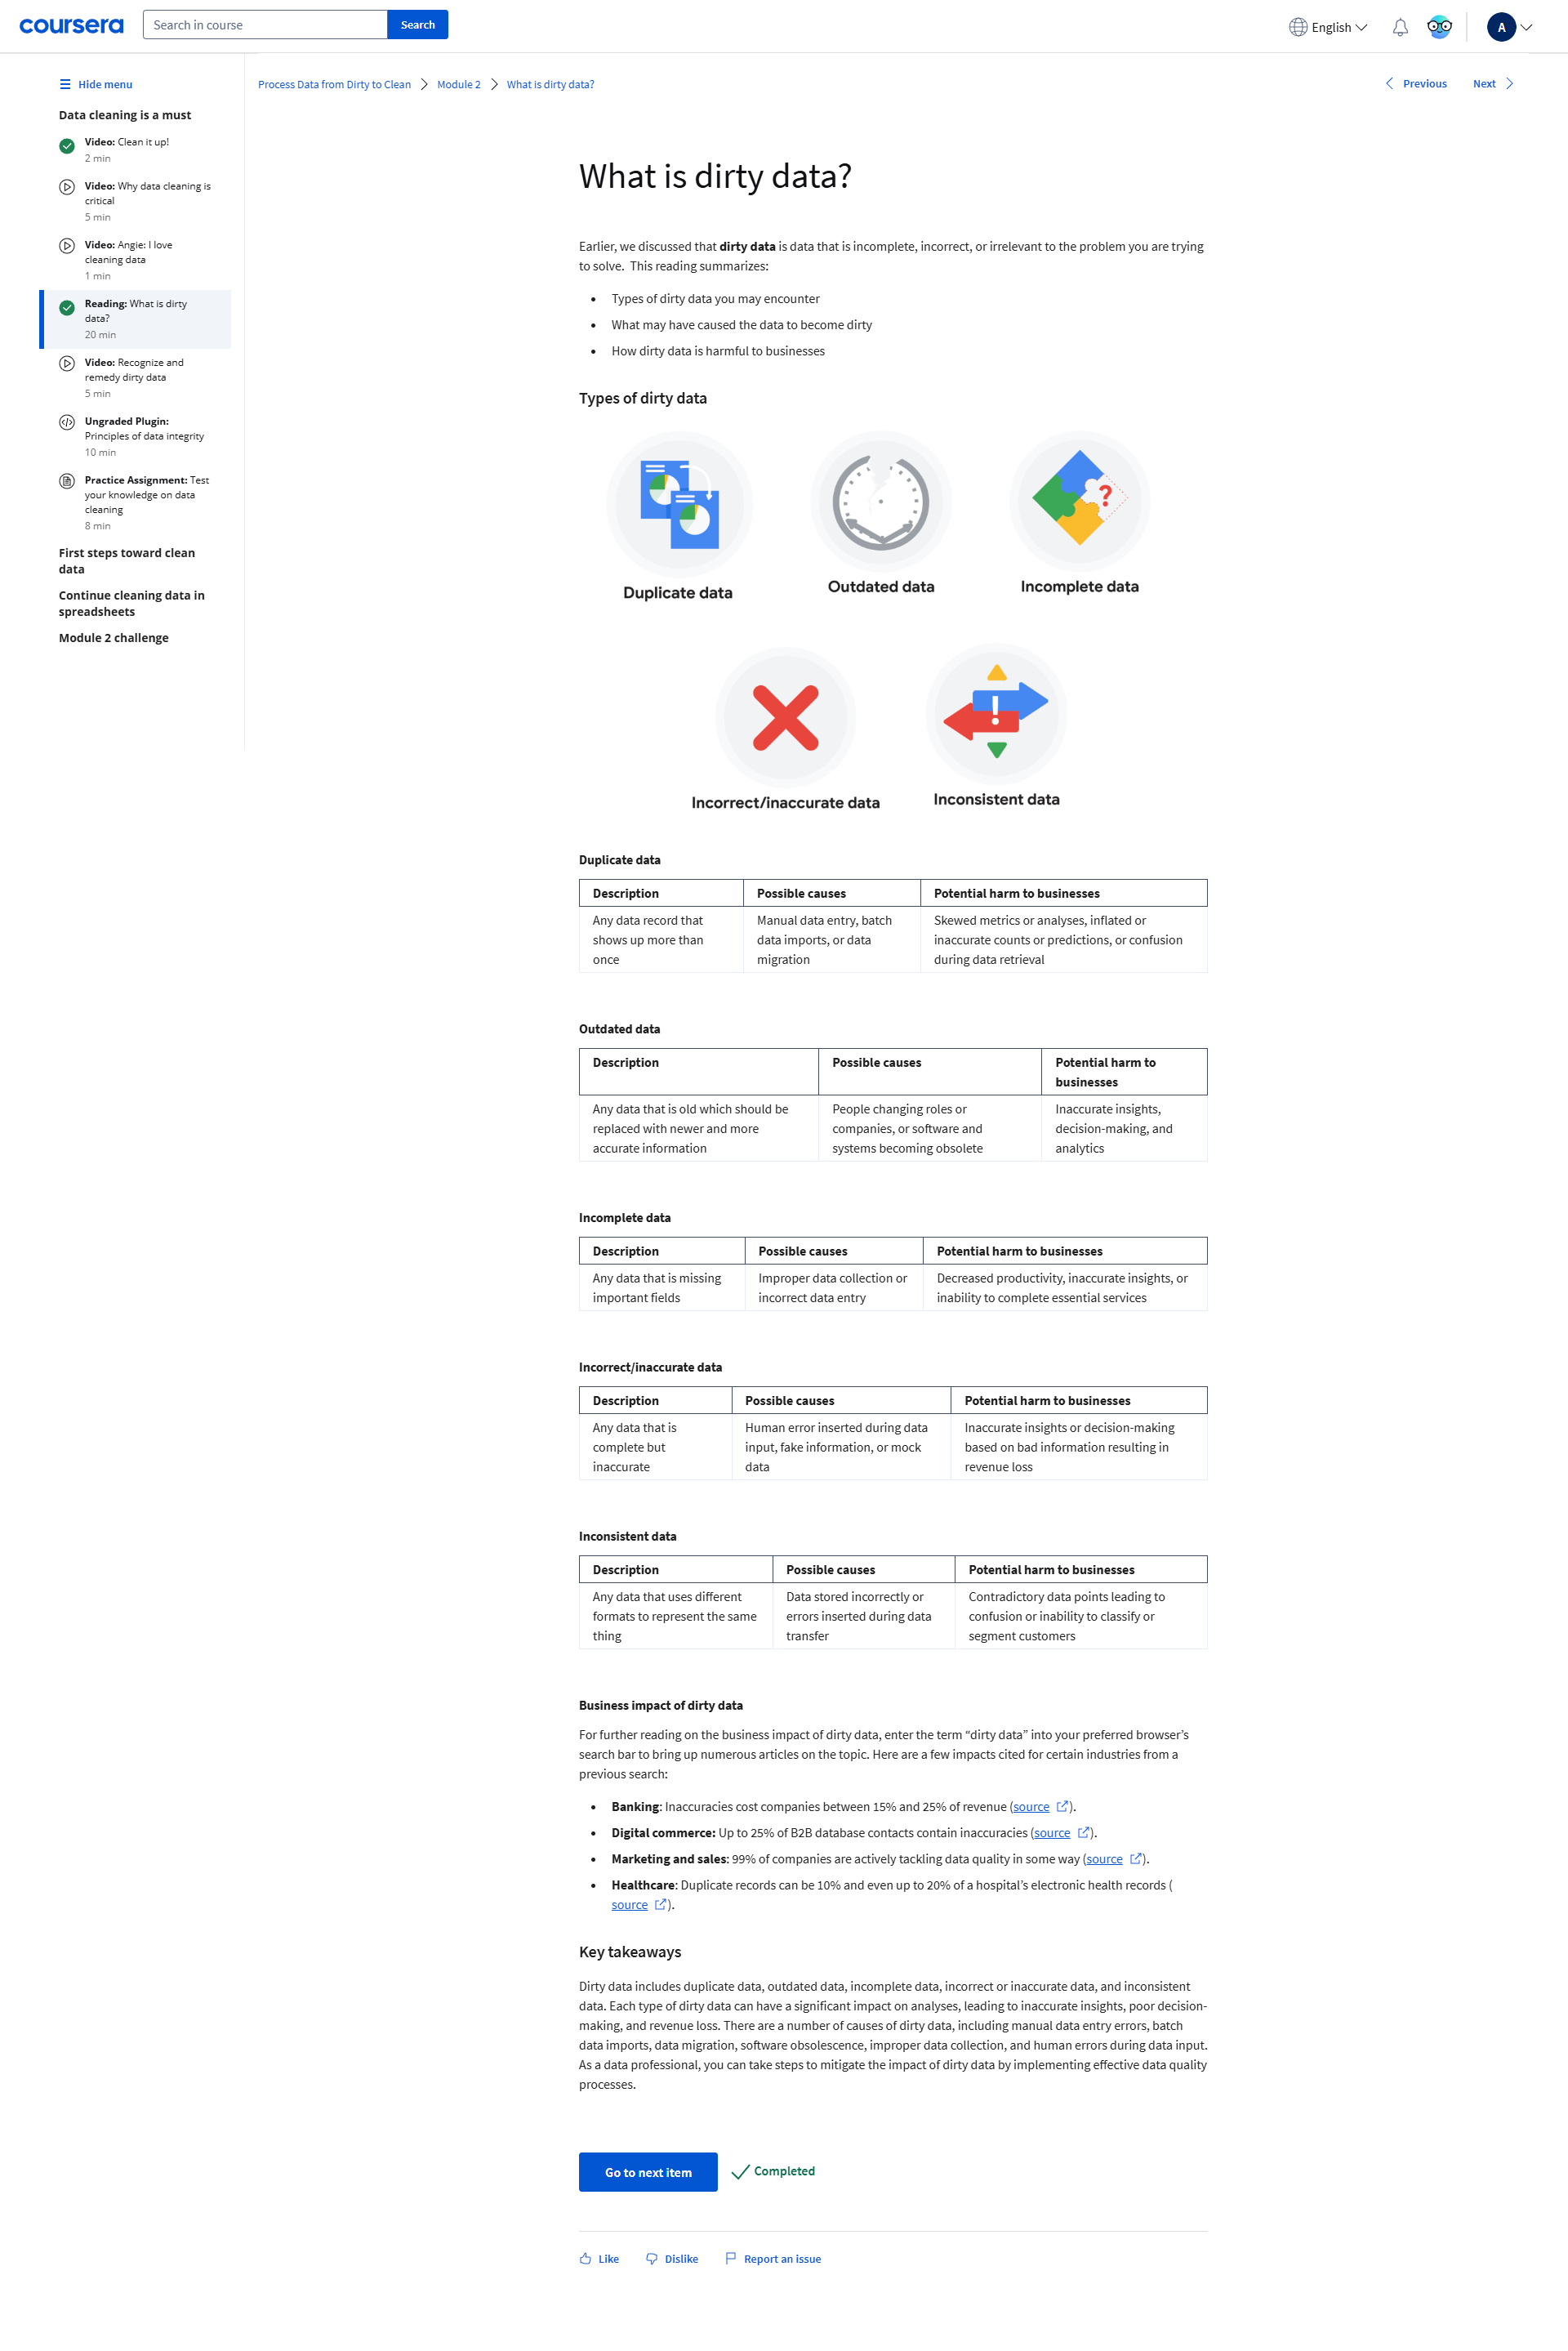 coursera
Search in course
Search
English
A
Hide menu
Data cleaning is a must
Video: Clean it up!
2 min
Video: Why data cleaning is
critical
5 min
Video: Angie: I love
cleaning data
1 min
Reading: What is dirty
data?
20 min
Video: Recognize and
remedy dirty data
5 min
Ungraded Plugin:
Principles of data integrity
10 min
Practice Assignment: Test
your knowledge on data
cleaning
8 min
First steps toward clean
data
Continue cleaning data in
spreadsheets
Module 2 challenge
Process Data from Dirty to Clean
Module 2
What is dirty data?
Previous
Next
What is dirty data?
Earlier, we discussed that dirty data is data that is incomplete, incorrect, or irrelevant to the problem you are trying
to solve.  This reading summarizes:
• Types of dirty data you may encounter
• What may have caused the data to become dirty
• How dirty data is harmful to businesses
Types of dirty data
?
Duplicate data
Outdated data
Incomplete data
!
Incorrect/inaccurate data
Inconsistent data
Duplicate data
Description
Possible causes
Potential harm to businesses
Any data record that
shows up more than
once
Manual data entry, batch
data imports, or data
migration
Skewed metrics or analyses, inflated or
inaccurate counts or predictions, or confusion
during data retrieval
Outdated data
Description
Possible causes
Potential harm to
businesses
Any data that is old which should be
replaced with newer and more
accurate information
People changing roles or
companies, or software and
systems becoming obsolete
Inaccurate insights,
decision-making, and
analytics
Incomplete data
Description
Possible causes
Potential harm to businesses
Any data that is missing
important fields
Improper data collection or
incorrect data entry
Decreased productivity, inaccurate insights, or
inability to complete essential services
Incorrect/inaccurate data
Description
Possible causes
Potential harm to businesses
Any data that is
complete but
inaccurate
Human error inserted during data
input, fake information, or mock
data
Inaccurate insights or decision-making
based on bad information resulting in
revenue loss
Inconsistent data
Description
Possible causes
Potential harm to businesses
Any data that uses different
formats to represent the same
thing
Data stored incorrectly or
errors inserted during data
transfer
Contradictory data points leading to
confusion or inability to classify or
segment customers
Business impact of dirty data
For further reading on the business impact of dirty data, enter the term “dirty data” into your preferred browser’s
search bar to bring up numerous articles on the topic. Here are a few impacts cited for certain industries from a
previous search:
• Banking: Inaccuracies cost companies between 15% and 25% of revenue (source ).
• Digital commerce: Up to 25% of B2B database contacts contain inaccuracies (source ).
• Marketing and sales: 99% of companies are actively tackling data quality in some way (source ).
• Healthcare: Duplicate records can be 10% and even up to 20% of a hospital’s electronic health records (
source ).
Key takeaways
Dirty data includes duplicate data, outdated data, incomplete data, incorrect or inaccurate data, and inconsistent
data. Each type of dirty data can have a significant impact on analyses, leading to inaccurate insights, poor decision-
making, and revenue loss. There are a number of causes of dirty data, including manual data entry errors, batch
data imports, data migration, software obsolescence, improper data collection, and human errors during data input.
As a data professional, you can take steps to mitigate the impact of dirty data by implementing effective data quality
processes.
Go to next item
Completed
Like
Dislike
Report an issue